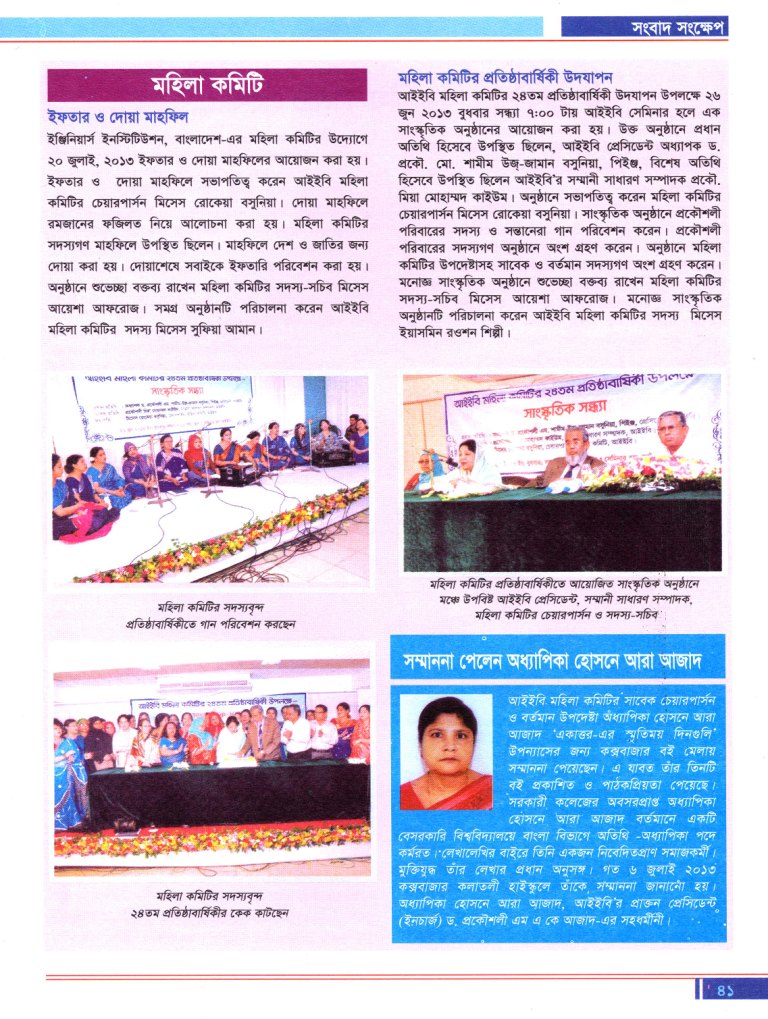 সংবাদ সংক্ষেপ
মহিলা কমিটি
ইফতার ও দোয়া মাহফিল
ইঞ্জিনিয়ার্স ইনস্টিটিউশন, বাংলাদেশ-এর মহিলা কমিটির উদ্যোগে
২০ জুলাই, ২০১৩ ইফতার ও দোয়া মাহফিলের আয়োজন করা হয়।
ইফতার ও দোয়া মাহফিলে সভাপতিত্ব করেন আইইবি মহিলা
কমিটির চেয়ারপার্সন মিসেস রোকেয়া বসুনিয়া। দোয়া মাহফিলে
রমজানের ফজিলত নিয়ে আলোচনা করা হয়। মহিলা কমিটির
সদস্যগণ মাহফিলে উপস্থিত ছিলেন। মাহফিলে দেশ ও জাতির জন্য
দোয়া করা হয়। দোয়াশেষে সবাইকে ইফতারি পরিবেশন করা হয়।
অনুষ্ঠানে শুভেচ্ছা বক্তব্য রাখেন মহিলা কমিটির সদস্য-সচিব মিসেস
আয়েশা আফরোজ। সমগ্র অনুষ্ঠানটি পরিচালনা করেন আইইবি
মহিলা কমিটির সদস্য মিসেস সুফিয়া আমান।
মহিলা কমিটির প্রতিষ্ঠাবার্ষিকী উদযাপন
আইইবি মহিলা কমিটির ২৪তম প্রতিষ্ঠাবার্ষিকী উদযাপন উপলক্ষে ২৬
জুন ২০১৩ বুধবার সন্ধ্যা ৭:০০ টায় আইইবি সেমিনার হলে এক
সাংস্কৃতিক অনুষ্ঠানের আয়োজন করা হয়। উক্ত অনুষ্ঠানে প্রধান
অতিথি হিসেবে উপস্থিত ছিলেন, আইইবি প্রেসিডেন্ট অধ্যাপক ড.
প্রকৌ. মো. শামীম উজ্-জামান বসুনিয়া, পিইঞ্জ, বিশেষ অতিথি
হিসেবে উপস্থিত ছিলেন আইইবি'র সম্মানী সাধারণ সম্পাদক প্রকৌ.
মিয়া মোহাম্মদ কাইউম। অনুষ্ঠানে সভাপতিত্ব করেন মহিলা কমিটির
চেয়ারপার্সন মিসেস রোকেয়া বসুনিয়া। সাংস্কৃতিক অনুষ্ঠানে প্রকৌশলী
পরিবারের সদস্য ও সন্তানেরা গান পরিবেশন করেন। প্রকৌশলী
পরিবারের সদস্যগণ অনুষ্ঠানে অংশ গ্রহণ করেন। অনুষ্ঠানে মহিলা
কমিটির উপদেষ্টাসহ সাবেক ও বর্তমান সদস্যগণ অংশ গ্রহণ করেন।
মনোজ্ঞ সাংস্কৃতিক অনুষ্ঠানে শুভেচ্ছা বক্তব্য রাখেন মহিলা কমিটির
সদস্য-সচিব মিসেস আয়েশা আফরোজ। মনোজ্ঞ সাংস্কৃতিক
অনুষ্ঠানটি পরিচালনা করেন আইইবি মহিলা কমিটির সদস্য মিসেস
ইয়াসমিন রওশন শিল্পী।
আইইবি মহিলা কমিটির ২৪তম প্রতিষ্ঠাবার্ষিকী উপলক্ষে
সাংস্কৃতিক সন্ধ্যা
মহিলা কমিটির সদস্যবৃন্দ
প্রতিষ্ঠাবার্ষিকীতে গান পরিবেশন করছেন
আইইবি মহিলা কমিটির ২৪তম প্রতিষ্ঠাবার্ষিকী উপলক্ষে
সাংস্কৃতিক সন্ধ্যা
মহিলা কমিটির প্রতিষ্ঠাবার্ষিকীতে আয়োজিত সাংস্কৃতিক অনুষ্ঠানে
মঞ্চে উপবিষ্ট আইইবি প্রেসিডেন্ট, সম্মানী সাধারণ সম্পাদক,
মহিলা কমিটির চেয়ারপার্সন ও সদস্য-সচিব
আইইবি মহিলা কমিটির ২৪তম প্রতিষ্ঠাবার্ষিকী উপলক্ষে
মহিলা কমিটির সদস্যবৃন্দ
২৪তম প্রতিষ্ঠাবার্ষিকীর কেক কাটছেন
সম্মাননা পেলেন অধ্যাপিকা হোসনে আরা আজাদ
আইইবি মহিলা কমিটির সাবেক চেয়ারপার্সন
ও বর্তমান উপদেষ্টা অধ্যাপিকা হোসনে আরা
আজাদ 'একাত্তর-এর স্মৃতিময় দিনগুলি'
উপন্যাসের জন্য কক্সবাজার বই মেলায়
সম্মাননা পেয়েছেন। এ যাবত তাঁর তিনটি
বই প্রকাশিত ও পাঠকপ্রিয়তা পেয়েছে।
সরকারী কলেজের অবসরপ্রাপ্ত অধ্যাপিকা
হোসনে আরা আজাদ বর্তমানে একটি
বেসরকারি বিশ্ববিদ্যালয়ে বাংলা বিভাগে অতিথি -অধ্যাপিকা পদে
কর্মরত। লেখালেখির বাইরে তিনি একজন নিবেদিতপ্রাণ সমাজকর্মী।
মুক্তিযুদ্ধ তাঁর লেখার প্রধান অনুসঙ্গ। গত ৬ জুলাই ২০১৩
কক্সবাজার কলাতলী হাইস্কুলে তাঁকে সম্মাননা জানানো হয়।
অধ্যাপিকা হোসনে আরা আজাদ, আইইবি'র প্রাক্তন প্রেসিডেন্ট
(ইনচার্জ) ড. প্রকৌশলী এম এ কে আজাদ-এর সহধর্মীনী।
৪১